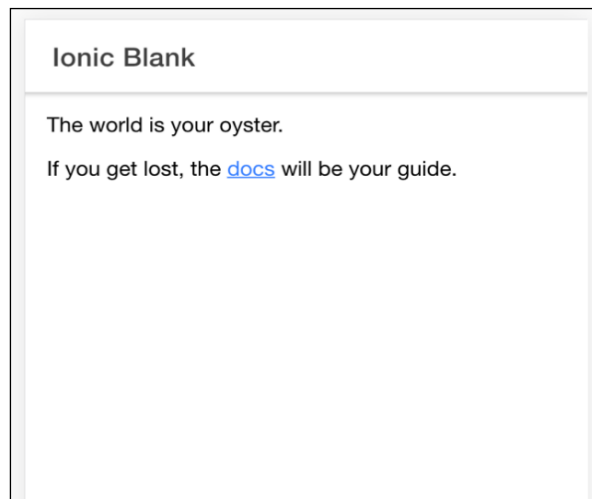 Ionic Blank
The world is your oyster.
If you get lost, the docs will be your guide.